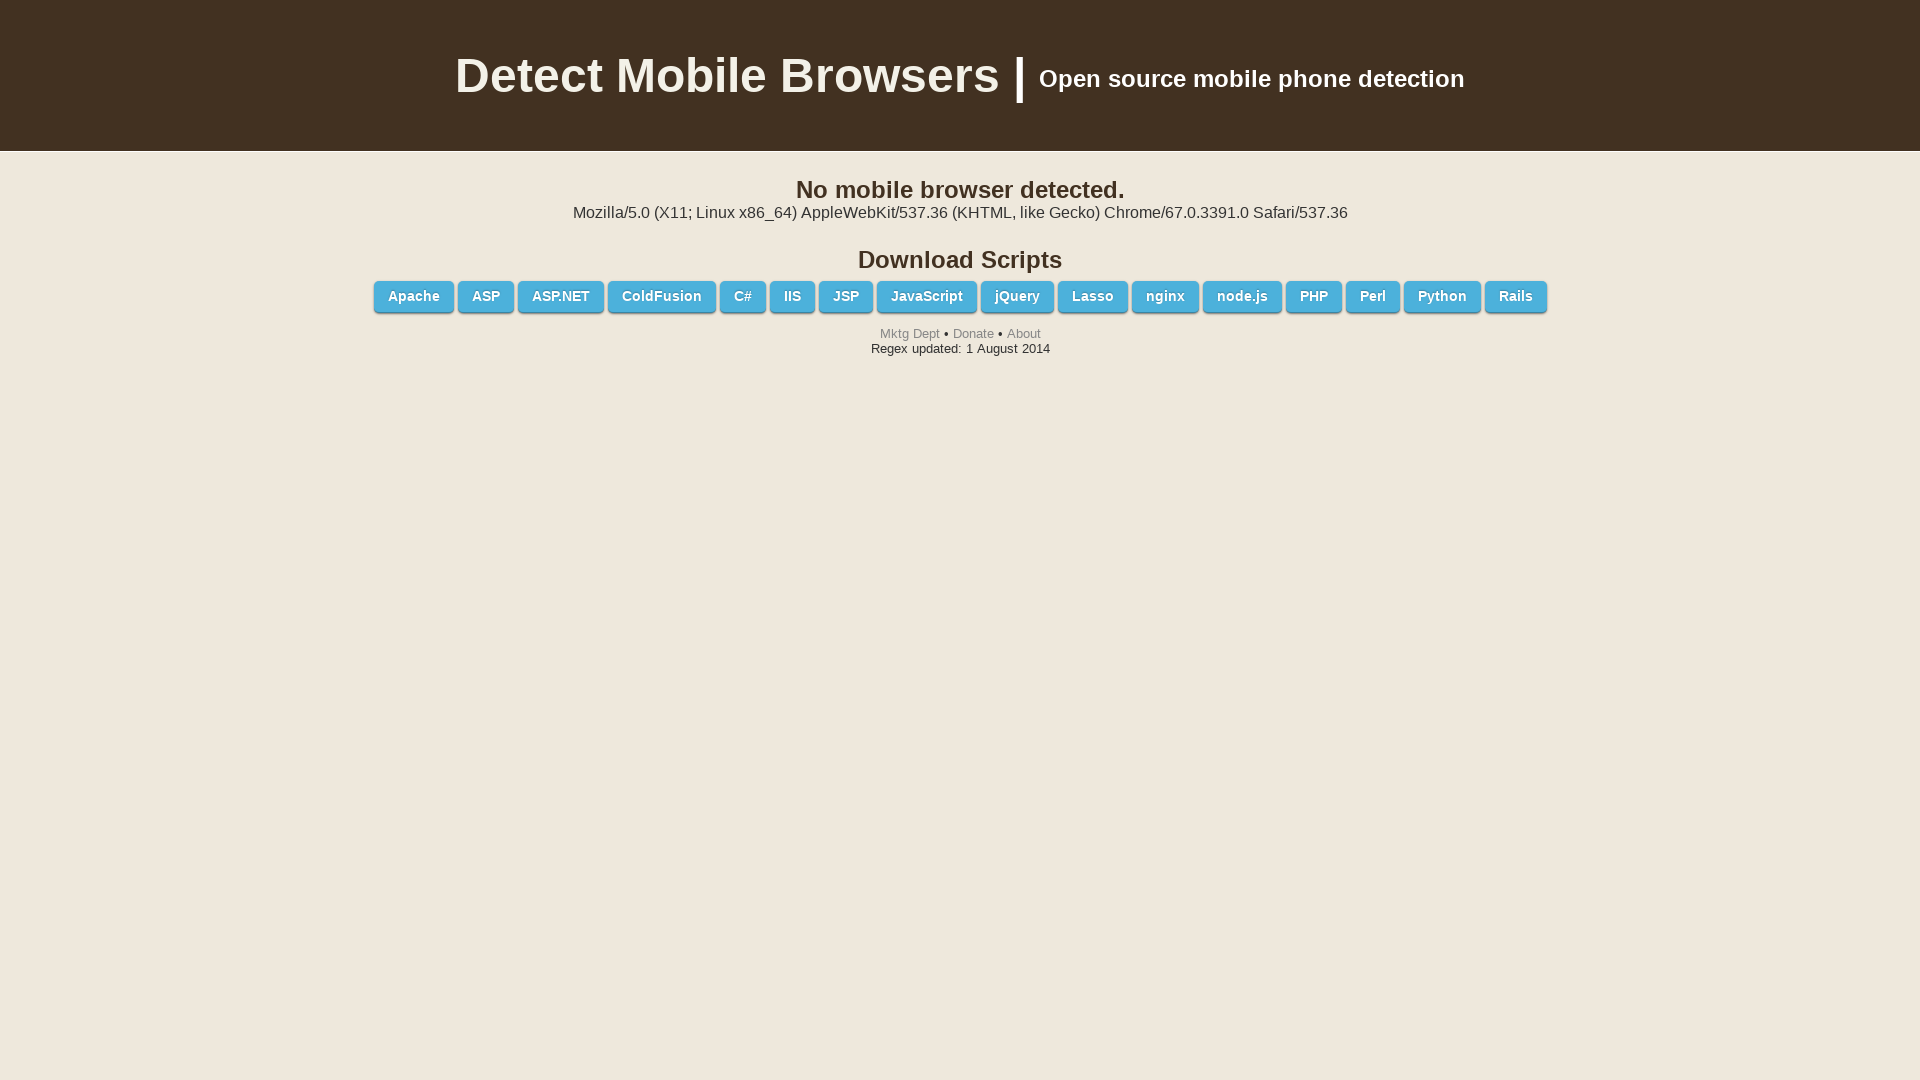 Detect Mobile Browsers | Open source mobile phone detection
No mobile browser detected.
Mozilla/5.0 (X11; Linux x86_64) AppleWebKit/537.36 (KHTML, like Gecko) Chrome/67.0.3391.0 Safari/537.36
Download Scripts
Apache ASP ASP.NET ColdFusion C# IIS JSP JavaScript jQuery Lasso nginx node.js PHP Perl Python Rails
Mktg Dept • Donate • About
Regex updated: 1 August 2014